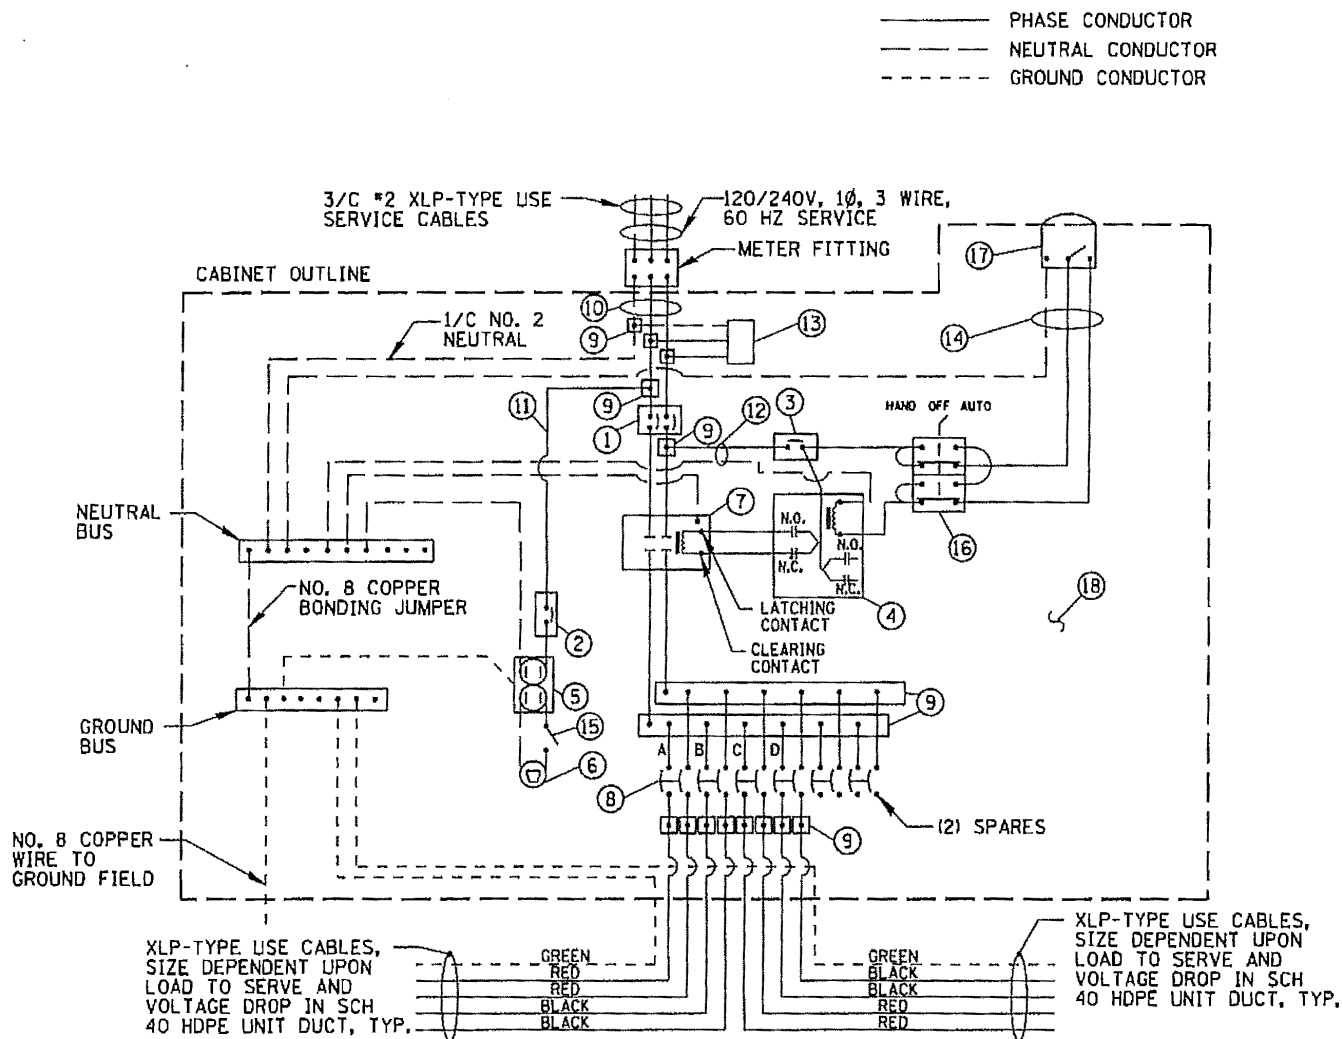 PHASE CONDUCTOR
NEUTRAL CONDUCTOR
GROUND CONDUCTOR
3/C #2 XLP-TYPE USE
SERVICE CABLES
120/240V, 1Ø, 3 WIRE,
60 HZ SERVICE
METER FITTING
CABINET OUTLINE
17
10
1/C NO. 2
NEUTRAL
9
13
14
11
9
1
9
12
3
HAND OFF AUTO
NEUTRAL
BUS
7
N.O.
N.C.
N.O.
N.C.
16
4
NO. 8 COPPER
BONDING JUMPER
2
LATCHING
CONTACT
CLEARING
CONTACT
18
5
9
GROUND
BUS
15
6
A B C D
8
(2) SPARES
9
NO. 8 COPPER
WIRE TO
GROUND FIELD
XLP-TYPE USE CABLES,
SIZE DEPENDENT UPON
LOAD TO SERVE AND
VOLTAGE DROP IN SCH
40 HDPE UNIT DUCT, TYP.
GREEN
RED
RED
BLACK
BLACK
GREEN
BLACK
BLACK
RED
RED
XLP-TYPE USE CABLES,
SIZE DEPENDENT UPON
LOAD TO SERVE AND
VOLTAGE DROP IN SCH
40 HDPE UNIT DUCT, TYP.